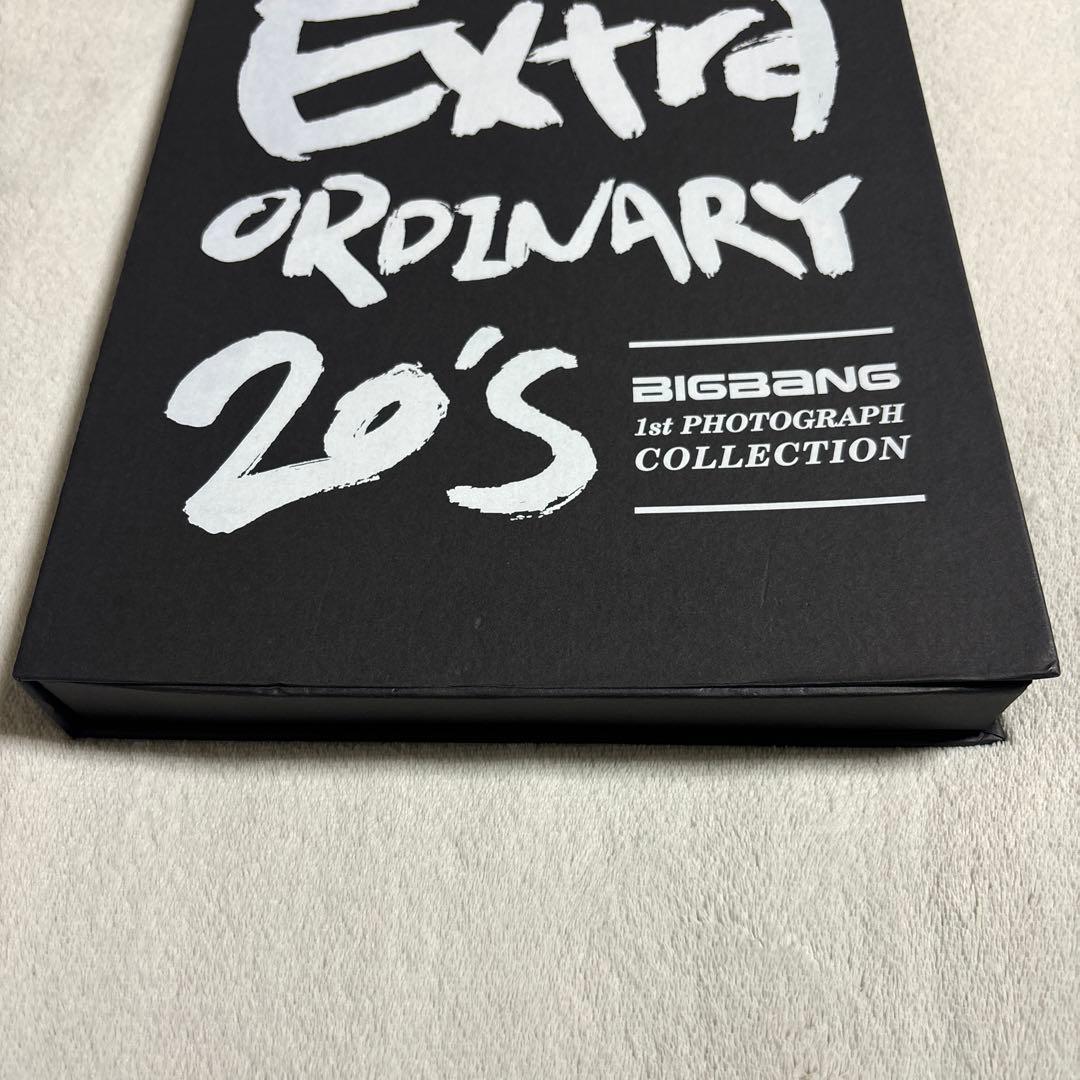 Extra
ORDINARY
20'S
BIGBANG
1st PHOTOGRAPH
COLLECTION